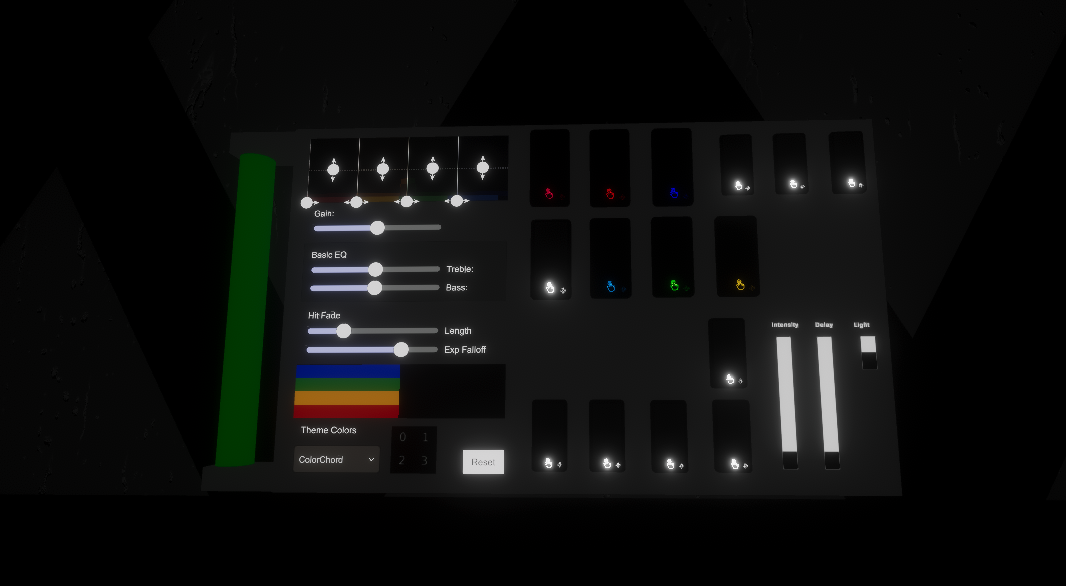 Gain:
Basic EQ
Treble:
Bass:
Hit Fade
Length
Exp Falloff
Theme Colors
ColorChord
0 1
2 3
Reset
Intensity
Delay
Light